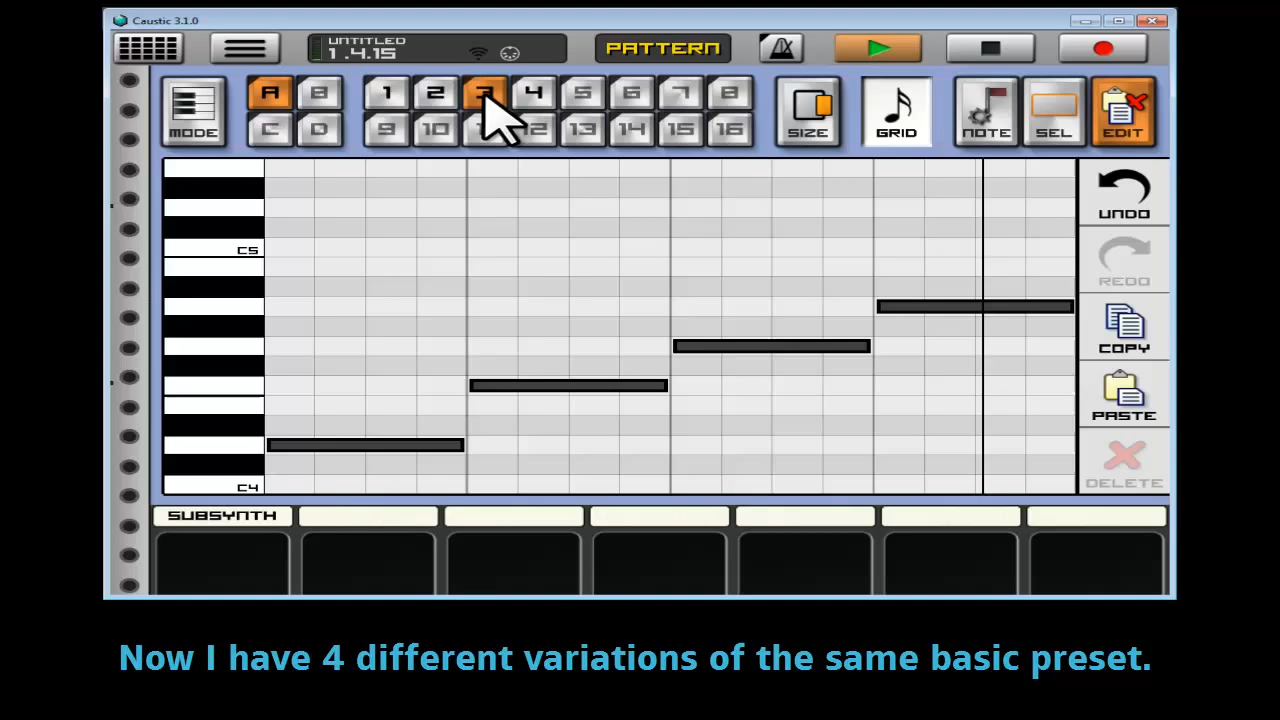 Caustic 3.1.0
UNTITLED
1 .4.15
PATTERN
A B 1 2 3 4 5 6 7 8
C D 9 10 12 13 14 15 16
MODE SIZE GRID NOTE SEL EDIT
UNDO
C5
REDO
COPY
PASTE
DELETE
C4
SUBSYNTH
Now I have 4 different variations of the same basic preset.